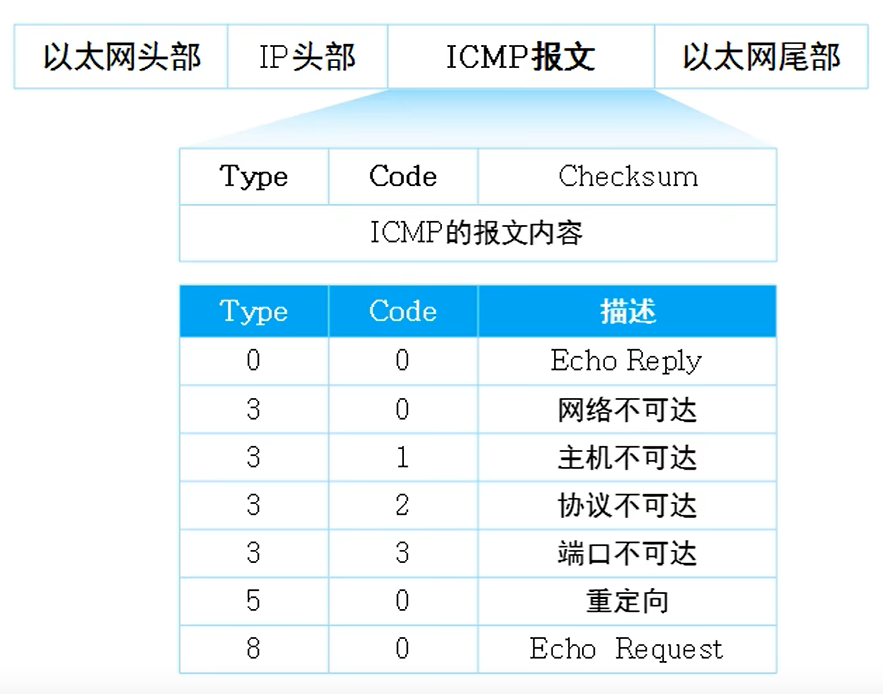 以太网头部 IP头部 ICMP报文 以太网尾部
Type Code Checksum
ICMP的报文内容
Type Code 描述
0 0 Echo Reply
3 0 网络不可达
3 1 主机不可达
3 2 协议不可达
3 3 端口不可达
5 0 重定向
8 0 Echo Request